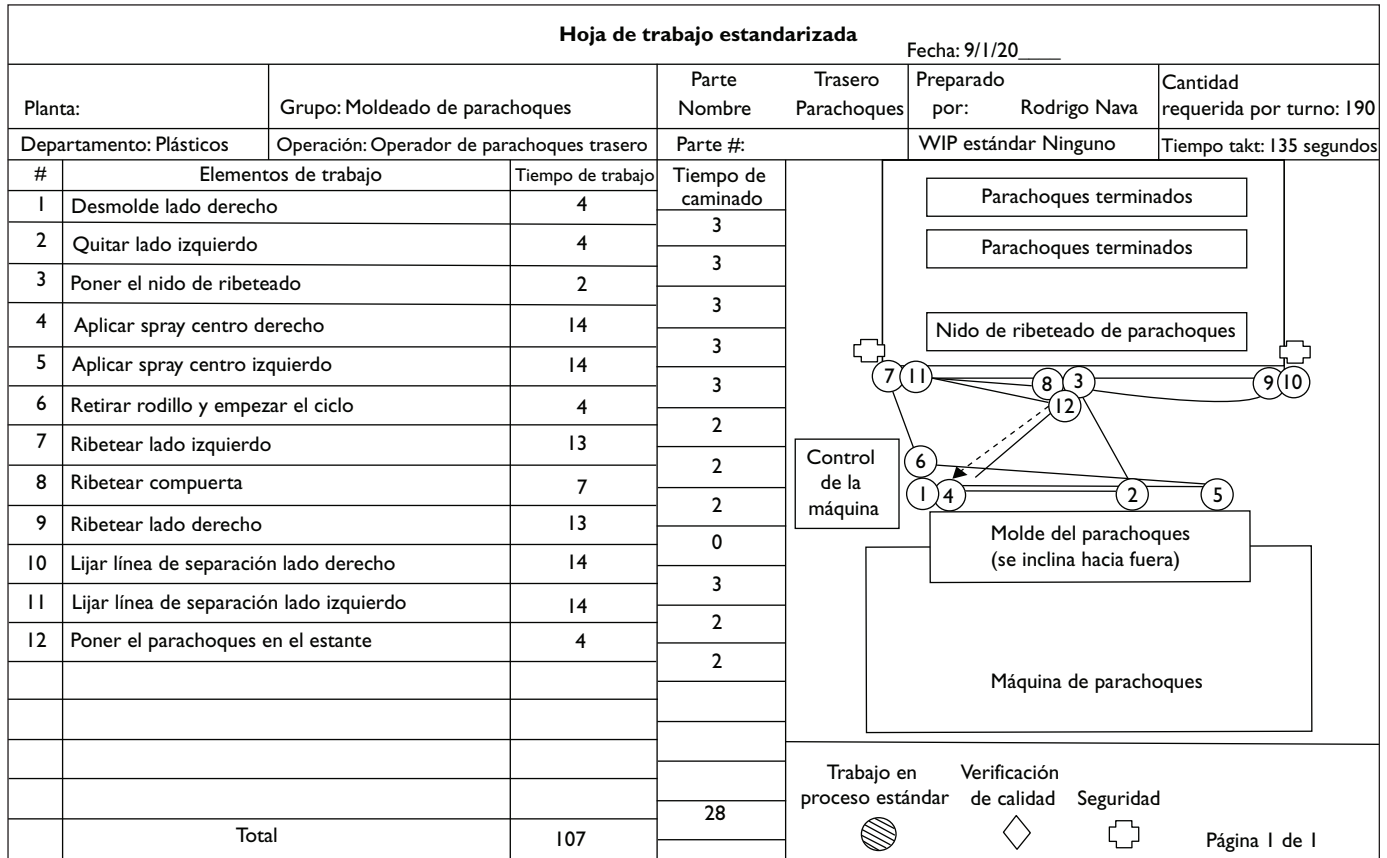 Hoja de trabajo estandarizada
Fecha: 9/1/20____
Planta:
Grupo: Moldeado de parachoques
Parte Trasero
Nombre Parachoques
Preparado
por: Rodrigo Nava
Cantidad
requerida por turno: 190
Departamento: Plásticos
Operación: Operador de parachoques trasero
Parte #:
WIP estándar Ninguno
Tiempo takt: 135 segundos
# Elementos de trabajo Tiempo de trabajo
Tiempo de
caminado
1 Desmolde lado derecho 4
3
2 Quitar lado izquierdo 4
3
3 Poner el nido de ribeteado 2
3
4 Aplicar spray centro derecho 14
3
5 Aplicar spray centro izquierdo 14
3
6 Retirar rodillo y empezar el ciclo 4
2
7 Ribetear lado izquierdo 13
2
8 Ribetear compuerta 7
2
9 Ribetear lado derecho 13
0
10 Lijar línea de separación lado derecho 14
3
11 Lijar línea de separación lado izquierdo 14
2
12 Poner el parachoques en el estante 4
2
28
Total 107
Parachoques terminados
Parachoques terminados
Nido de ribeteado de parachoques
7 11 8 3 9 10
12
Control
de la
máquina
6
1 4 2 5
Molde del parachoques
(se inclina hacia fuera)
Máquina de parachoques
Trabajo en
proceso estándar
Verificación
de calidad
Seguridad
Página 1 de 1